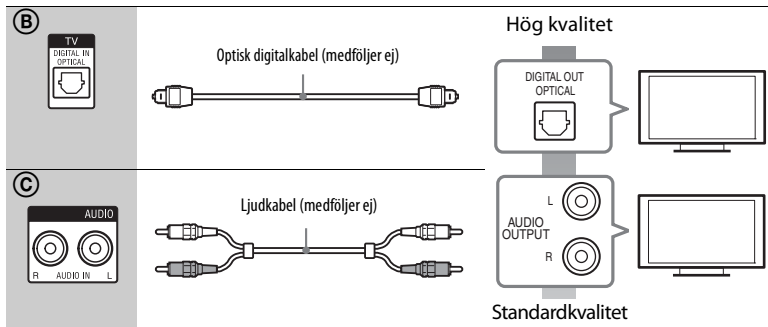 B
TV
DIGITAL IN
OPTICAL
Optisk digitalkabel (medföljer ej)
Hög kvalitet
DIGITAL OUT
OPTICAL
C
AUDIO
R AUDIO IN L
Ljudkabel (medföljer ej)
L
AUDIO
OUTPUT
R
Standardkvalitet